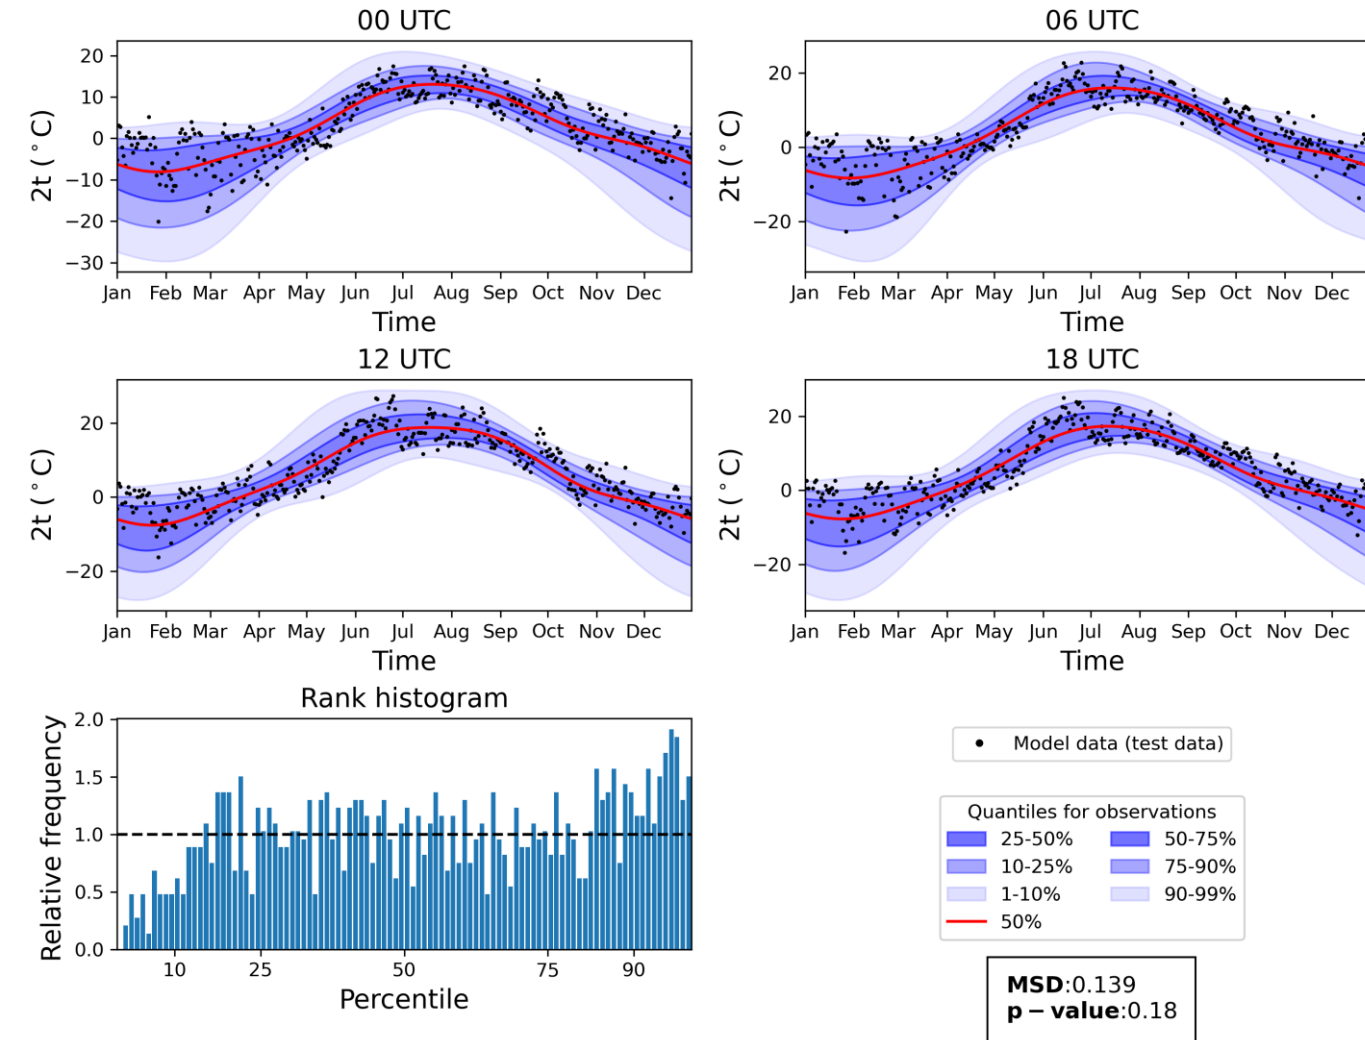 00 UTC
2t (°C)
20
10
0
−10
−20
−30
Jan Feb Mar Apr May Jun Jul Aug Sep Oct Nov Dec
Time
06 UTC
2t (°C)
20
0
−20
Jan Feb Mar Apr May Jun Jul Aug Sep Oct Nov Dec
Time
12 UTC
2t (°C)
20
0
−20
Jan Feb Mar Apr May Jun Jul Aug Sep Oct Nov Dec
Time
18 UTC
2t (°C)
20
0
−20
Jan Feb Mar Apr May Jun Jul Aug Sep Oct Nov Dec
Time
Rank histogram
Relative frequency
2.0
1.5
1.0
0.5
0.0
10 25 50 75 90
Percentile
Model data (test data)
Quantiles for observations
25-50% 50-75%
10-25% 75-90%
1-10% 90-99%
50%
MSD:0.139
p − value:0.18